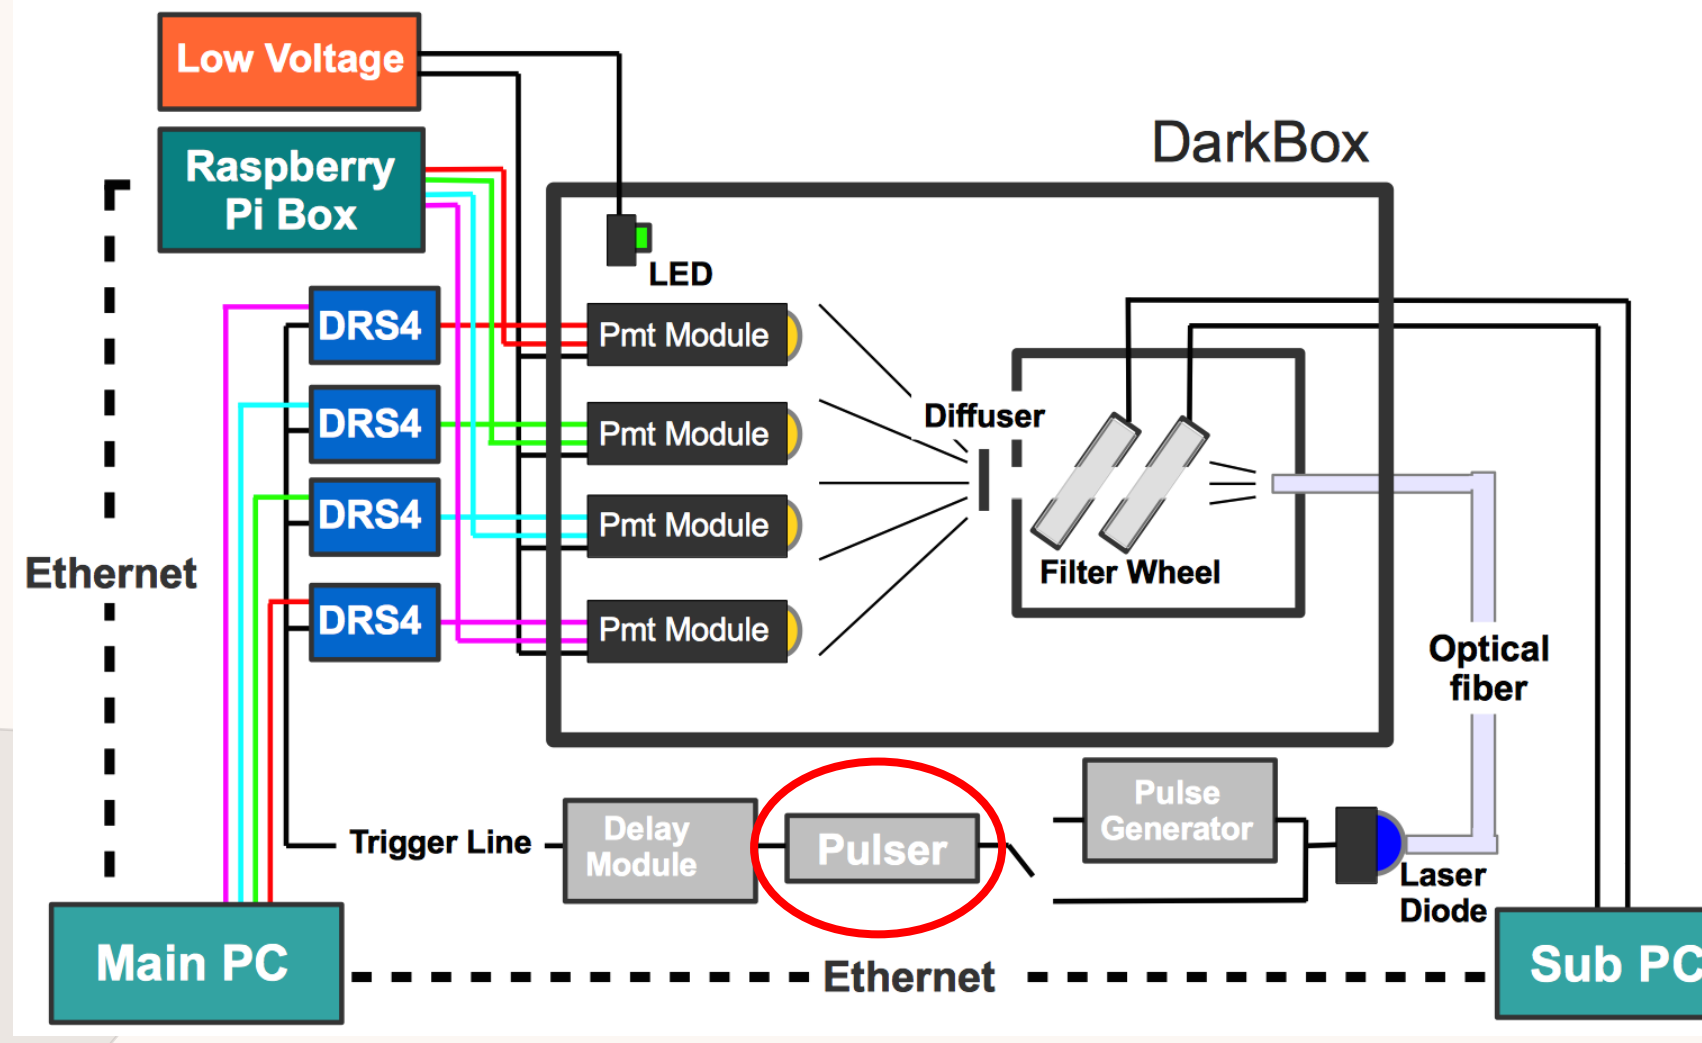 Low Voltage
Raspberry
Pi Box
DarkBox
LED
DRS4
Pmt Module
DRS4
Pmt Module
Diffuser
DRS4
Pmt Module
Filter Wheel
Ethernet
DRS4
Pmt Module
Optical
fiber
Trigger Line
Delay
Module
Pulser
Pulse
Generator
Laser
Diode
Main PC
Ethernet
Sub PC